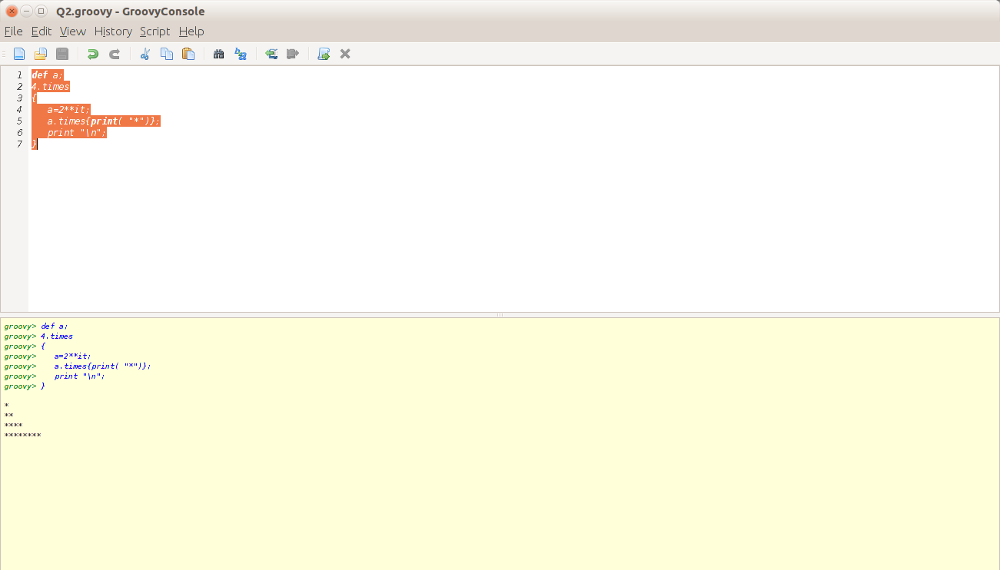 Q2.groovy - GroovyConsole
File Edit View History Script Help
1 def a;
2 4.times
3 {
4    a=2**it;
5    a.times{print( "*")};
6    print "\n";
7 }
groovy> def a;
groovy> 4.times
groovy> {
groovy>    a=2**it;
groovy>    a.times{print( "*")};
groovy>    print "\n";
groovy> }
*
**
****
********